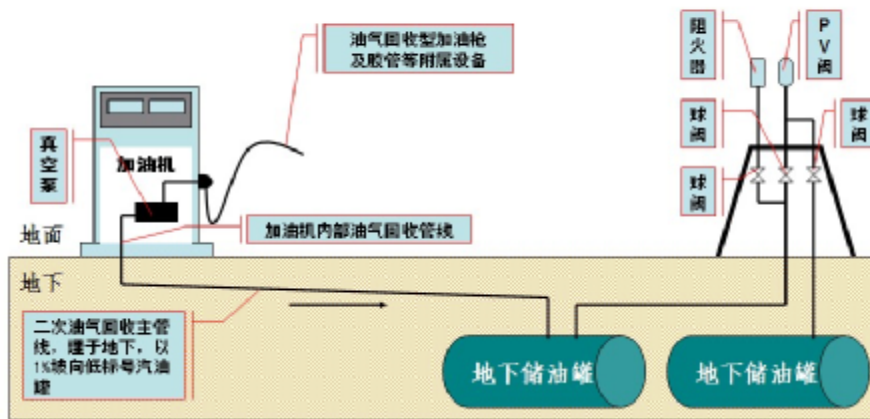 油气回收型加油枪
及胶管等附属设备
阻
火
器
P
V
阀
球
阀
球
阀
真
空
泵
加油机
球
阀
地面
加油机内部油气回收管线
地下
二次油气回收主管
线，埋于地下，以
1%坡向低标号汽油
罐
地下储油罐
地下储油罐